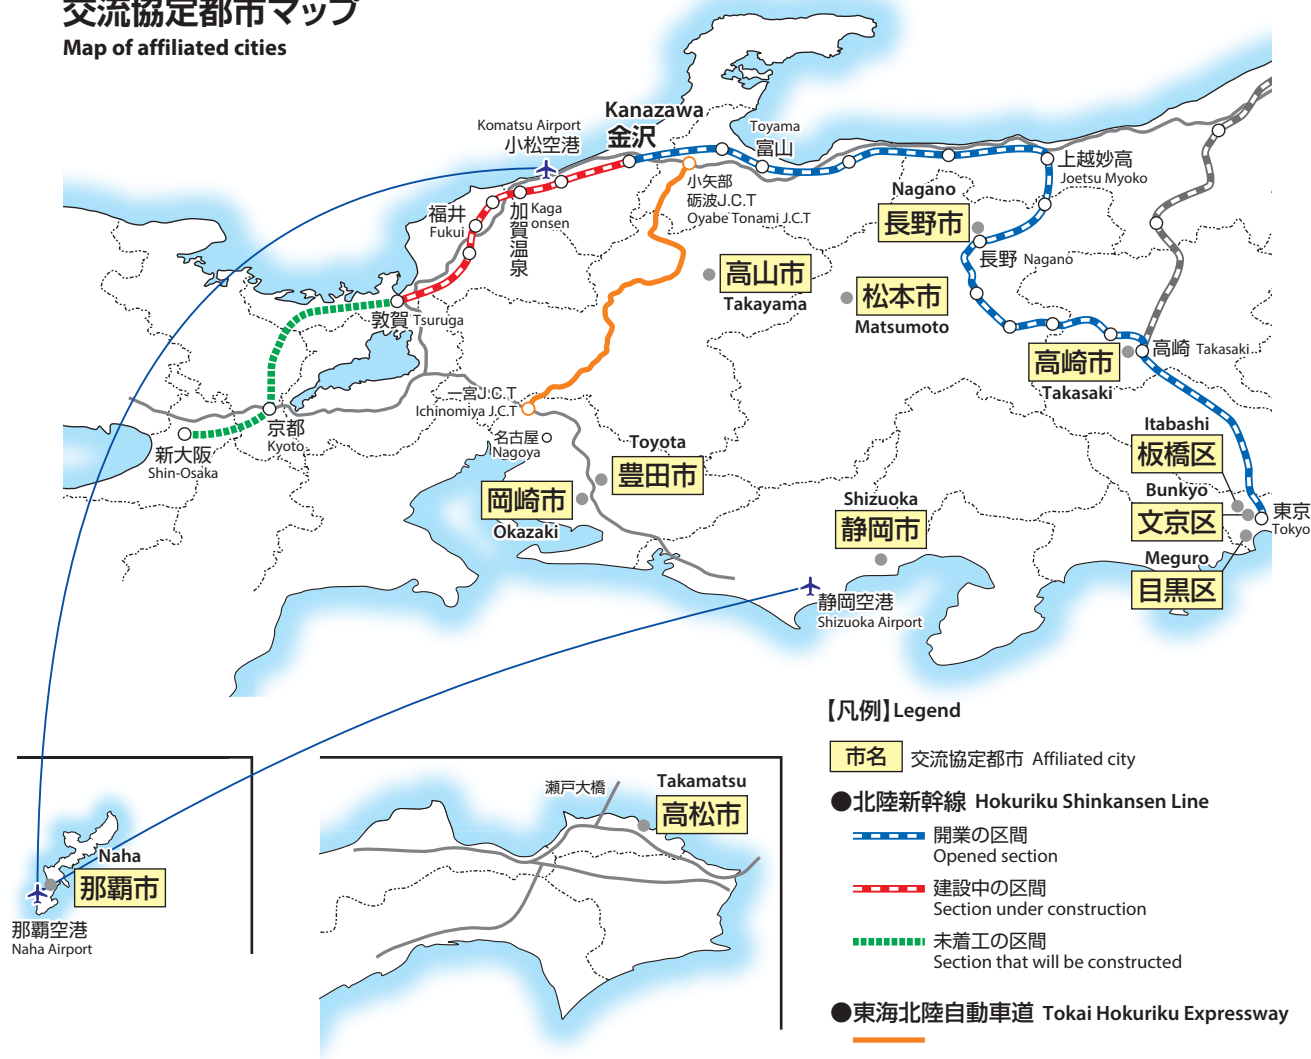 交流協定都市マップ
Map of affiliated cities
Kanazawa
金沢
Komatsu Airport
小松空港
Toyama
富山
上越妙高
Joetsu Myoko
小矢部
砺波J.C.T
Oyabe Tonami J.C.T
Nagano
長野市
長野 Nagano
福井
Fukui
加賀温泉
Kaga
onsen
高山市
Takayama
松本市
Matsumoto
敦賀 Tsuruga
高崎市
Takasaki
高崎 Takasaki
一宮J.C.T
Ichinomiya J.C.T
京都
Kyoto
新大阪
Shin-Osaka
名古屋
Nagoya
Toyota
豊田市
岡崎市
Okazaki
Shizuoka
静岡市
Itabashi
板橋区
Bunkyo
文京区
東京
Tokyo
Meguro
目黒区
静岡空港
Shizuoka Airport
【凡例】Legend
市名 交流協定都市 Affiliated city
●北陸新幹線 Hokuriku Shinkansen Line
開業の区間
Opened section
建設中の区間
Section under construction
未着工の区間
Section that will be constructed
●東海北陸自動車道 Tokai Hokuriku Expressway
Naha
那覇市
那覇空港
Naha Airport
瀬戸大橋
Takamatsu
高松市